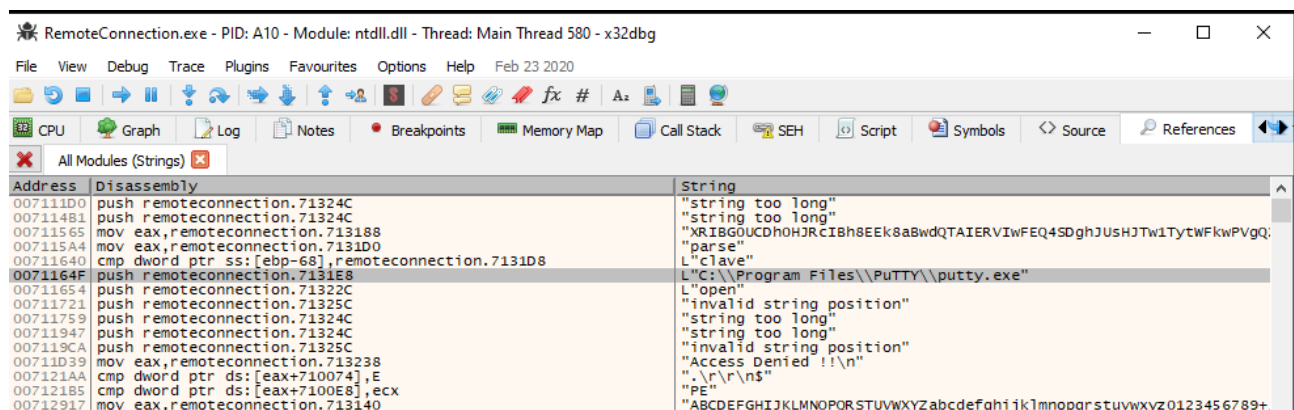 RemoteConnection.exe - PID: A10 - Module: ntdll.dll - Thread: Main Thread 580 - x32dbg
File View Debug Trace Plugins Favourites Options Help Feb 23 2020
CPU Graph Log Notes Breakpoints Memory Map Call Stack SEH Script Symbols Source References
All Modules (Strings)
Address Disassembly String
007111D0 push remoteconnection.71324C "string too long"
007114B1 push remoteconnection.71324C "string too long"
00711565 mov eax,remoteconnection.713188
007115A4 mov eax,remoteconnection.7131D0 "parse"
00711640 cmp dword ptr ss:[ebp-68],remoteconnection.7131D8 L"clave"
0071164F push remoteconnection.7131E8 L"C:\\Program Files\\PuTTY\\putty.exe"
00711654 push remoteconnection.71322C L"open"
00711721 push remoteconnection.71325C "invalid string position"
00711759 push remoteconnection.71324C "string too long"
00711947 push remoteconnection.71324C "string too long"
007119CA push remoteconnection.71325C "invalid string position"
00711D39 mov eax,remoteconnection.713238 "Access Denied !!\n"
007121AA cmp dword ptr ds:[eax+710074],E ".\r\r\n$"
007121B5 cmp dword ptr ds:[eax+7100E8],ecx "PE"
00712917 mov eax,remoteconnection.713140 "ABCDEFGHIJKLMNOPQRSTUVWXYZabcdefghijklmnopqrstuvwxyz0123456789+